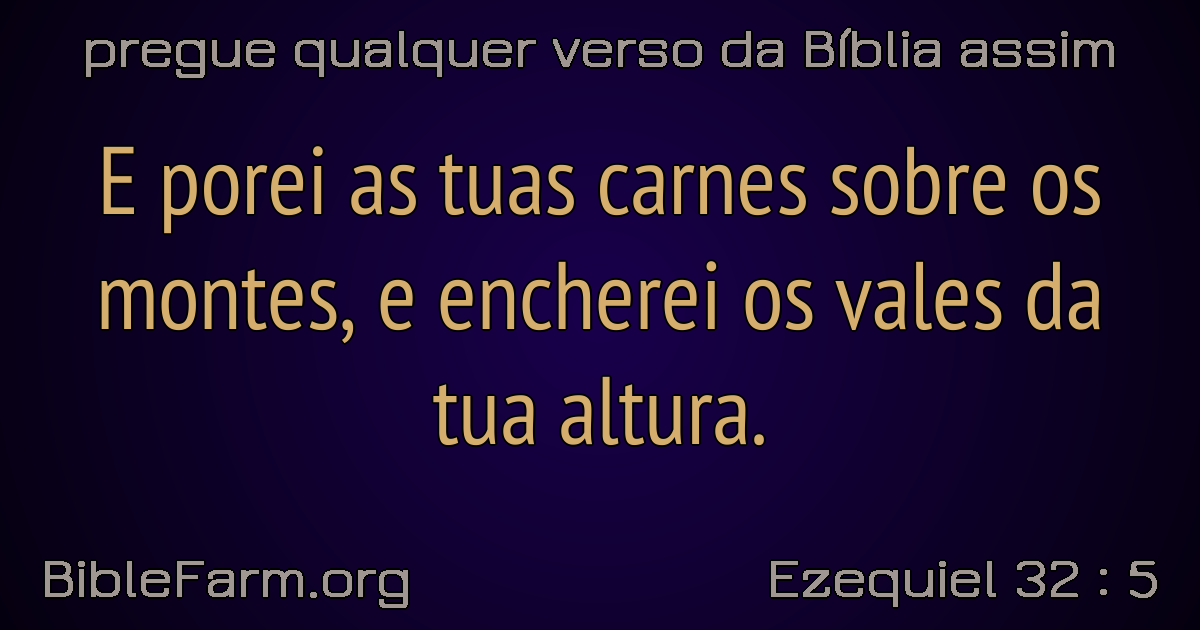 pregue qualquer verso da Bíblia assim
E porei as tuas carnes sobre os
montes, e encherei os vales da
tua altura.
BibleFarm.org
Ezequiel 32 : 5